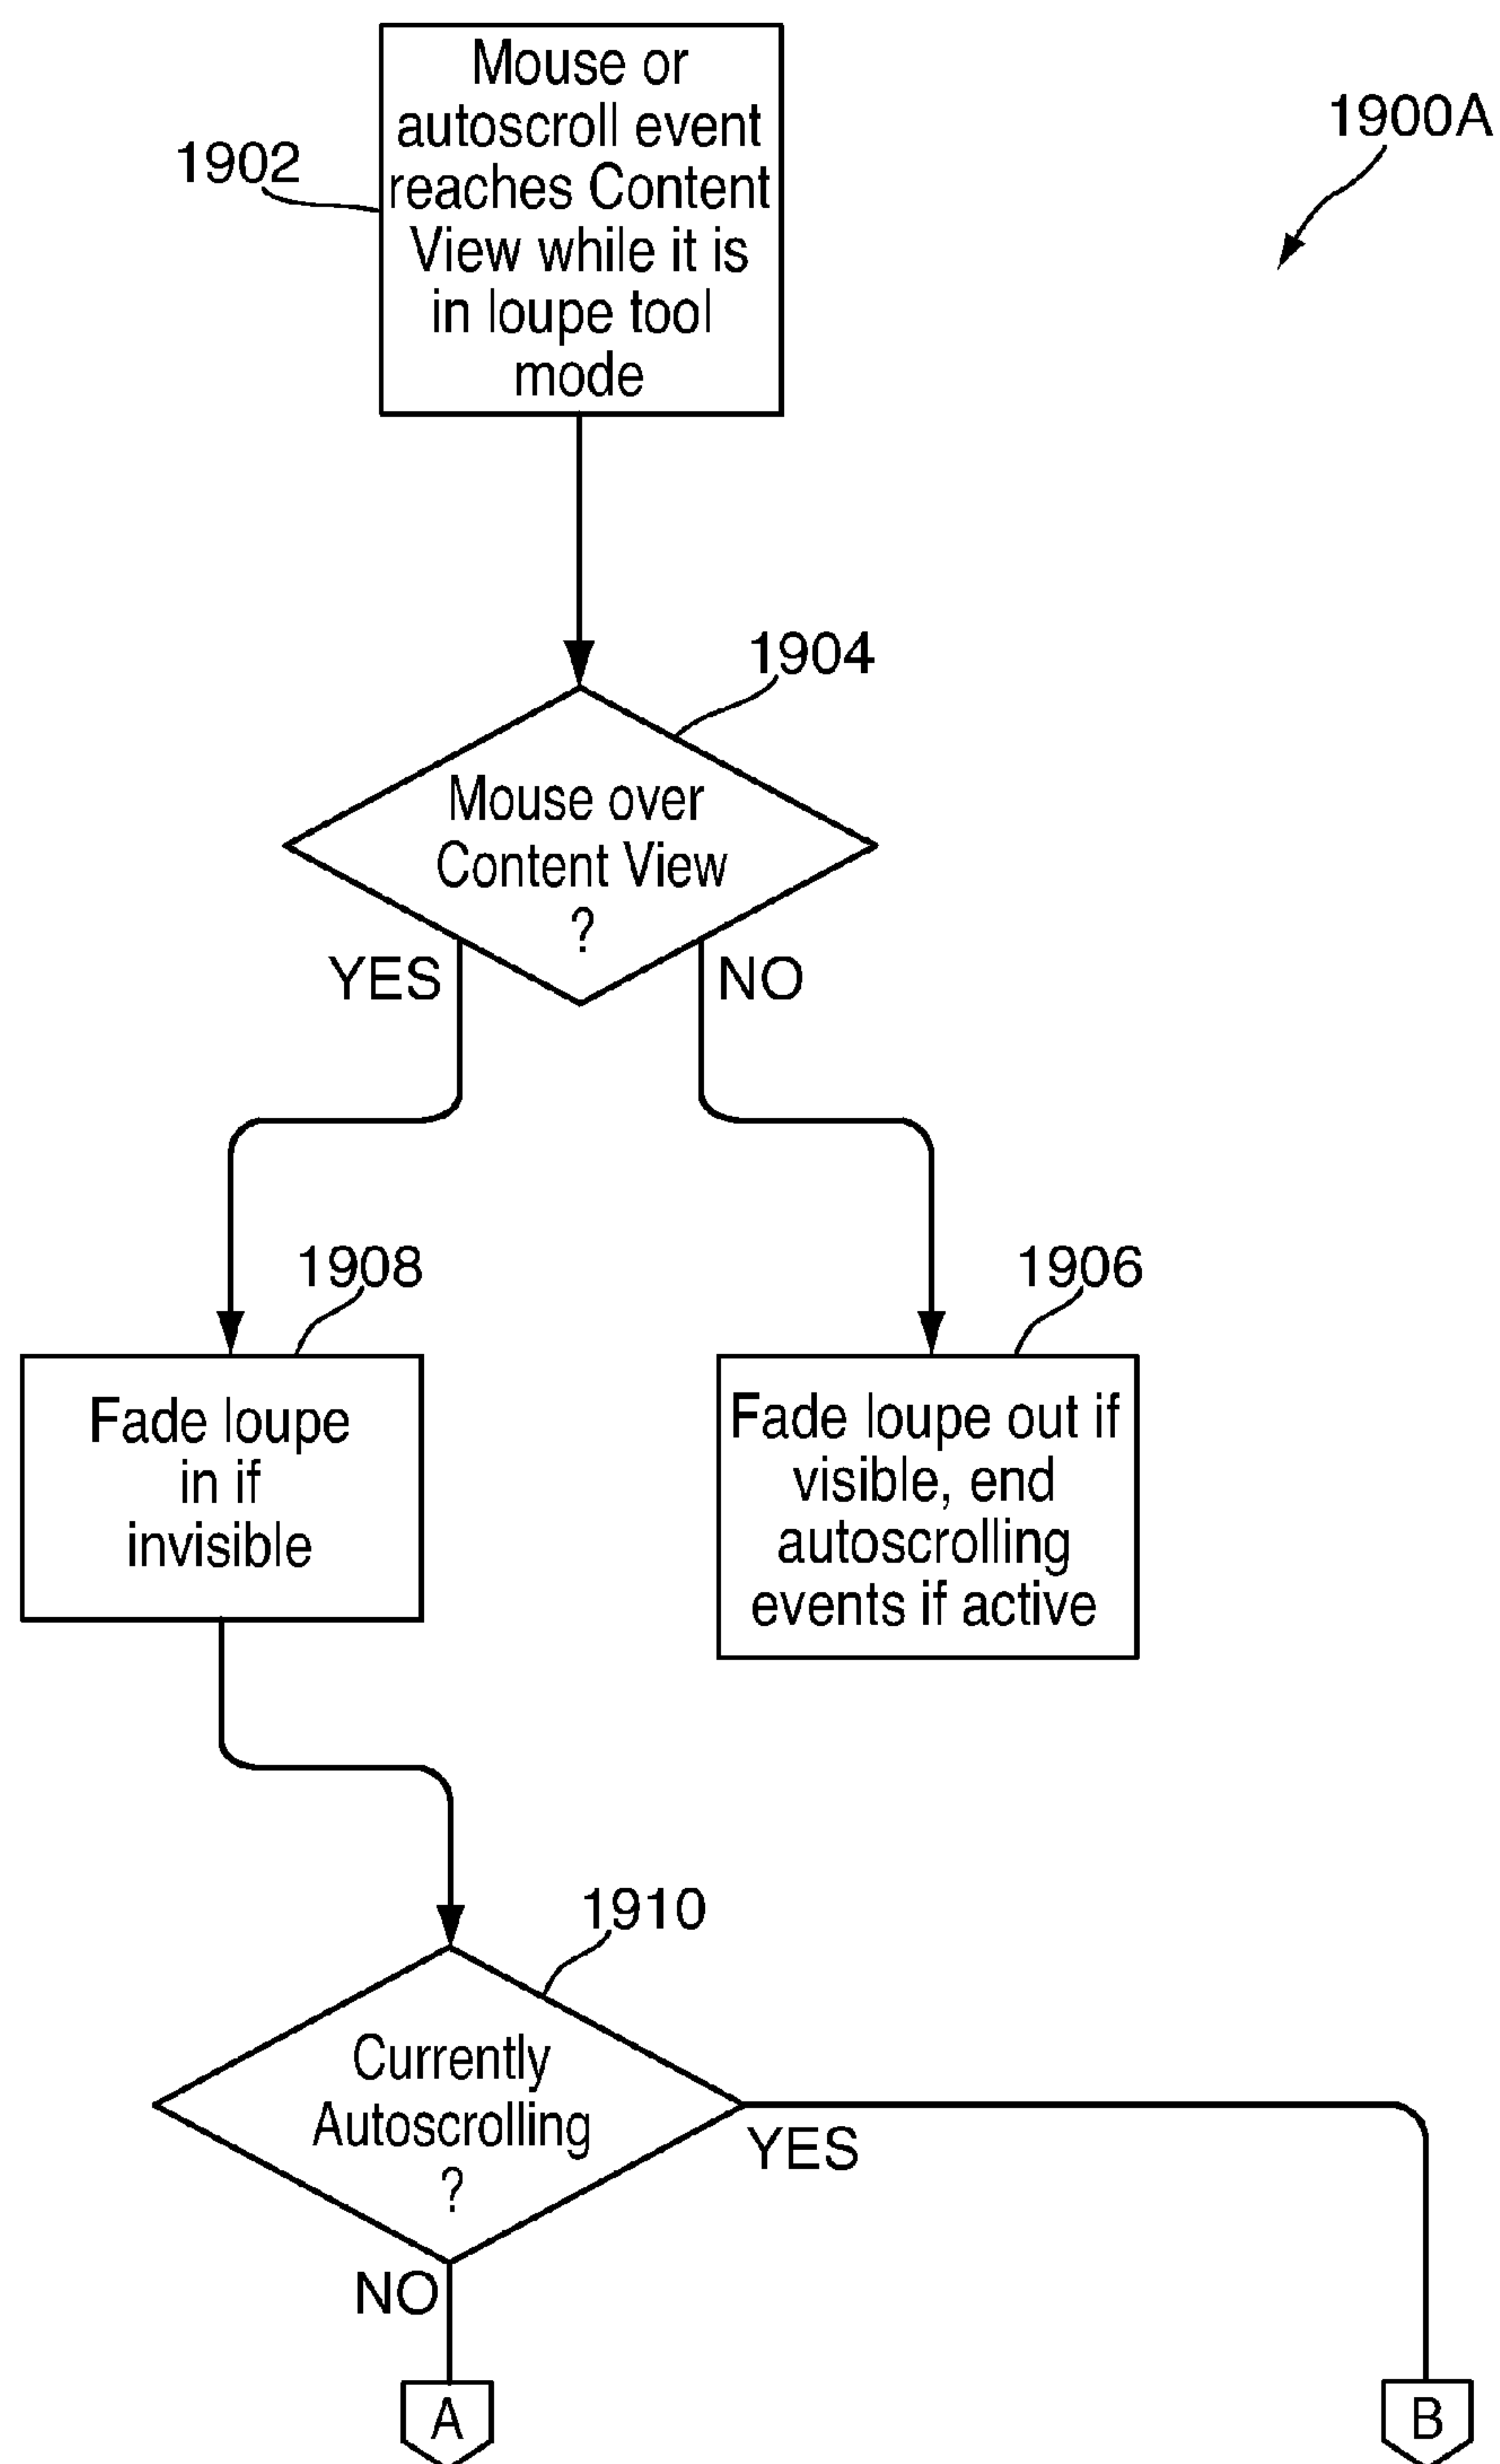 Mouse or
autoscroll event
reaches Content
View while it is
in loupe tool
mode
1902
1900A
1904
Mouse over
Content View
?
YES
NO
1908
1906
Fade loupe
in if
invisible
Fade loupe out if
visible, end
autoscrolling
events if active
1910
Currently
Autoscrolling
?
YES
NO
A
B